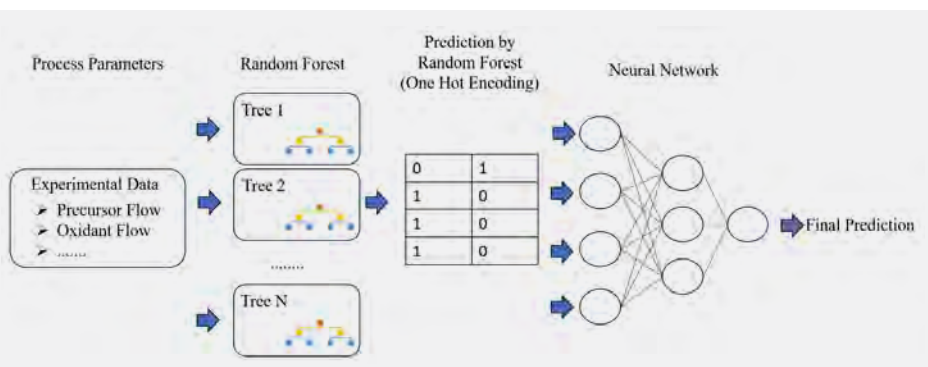 Process Parameters
Random Forest
Prediction by
Random Forest
(One Hot Encoding)
Neural Network
Tree 1
Experimental Data
➢ Precursor Flow
➢ Oxidant Flow
➢ .......
Tree 2
........
Tree N
0 1
1 0
1 0
1 0
Final Prediction